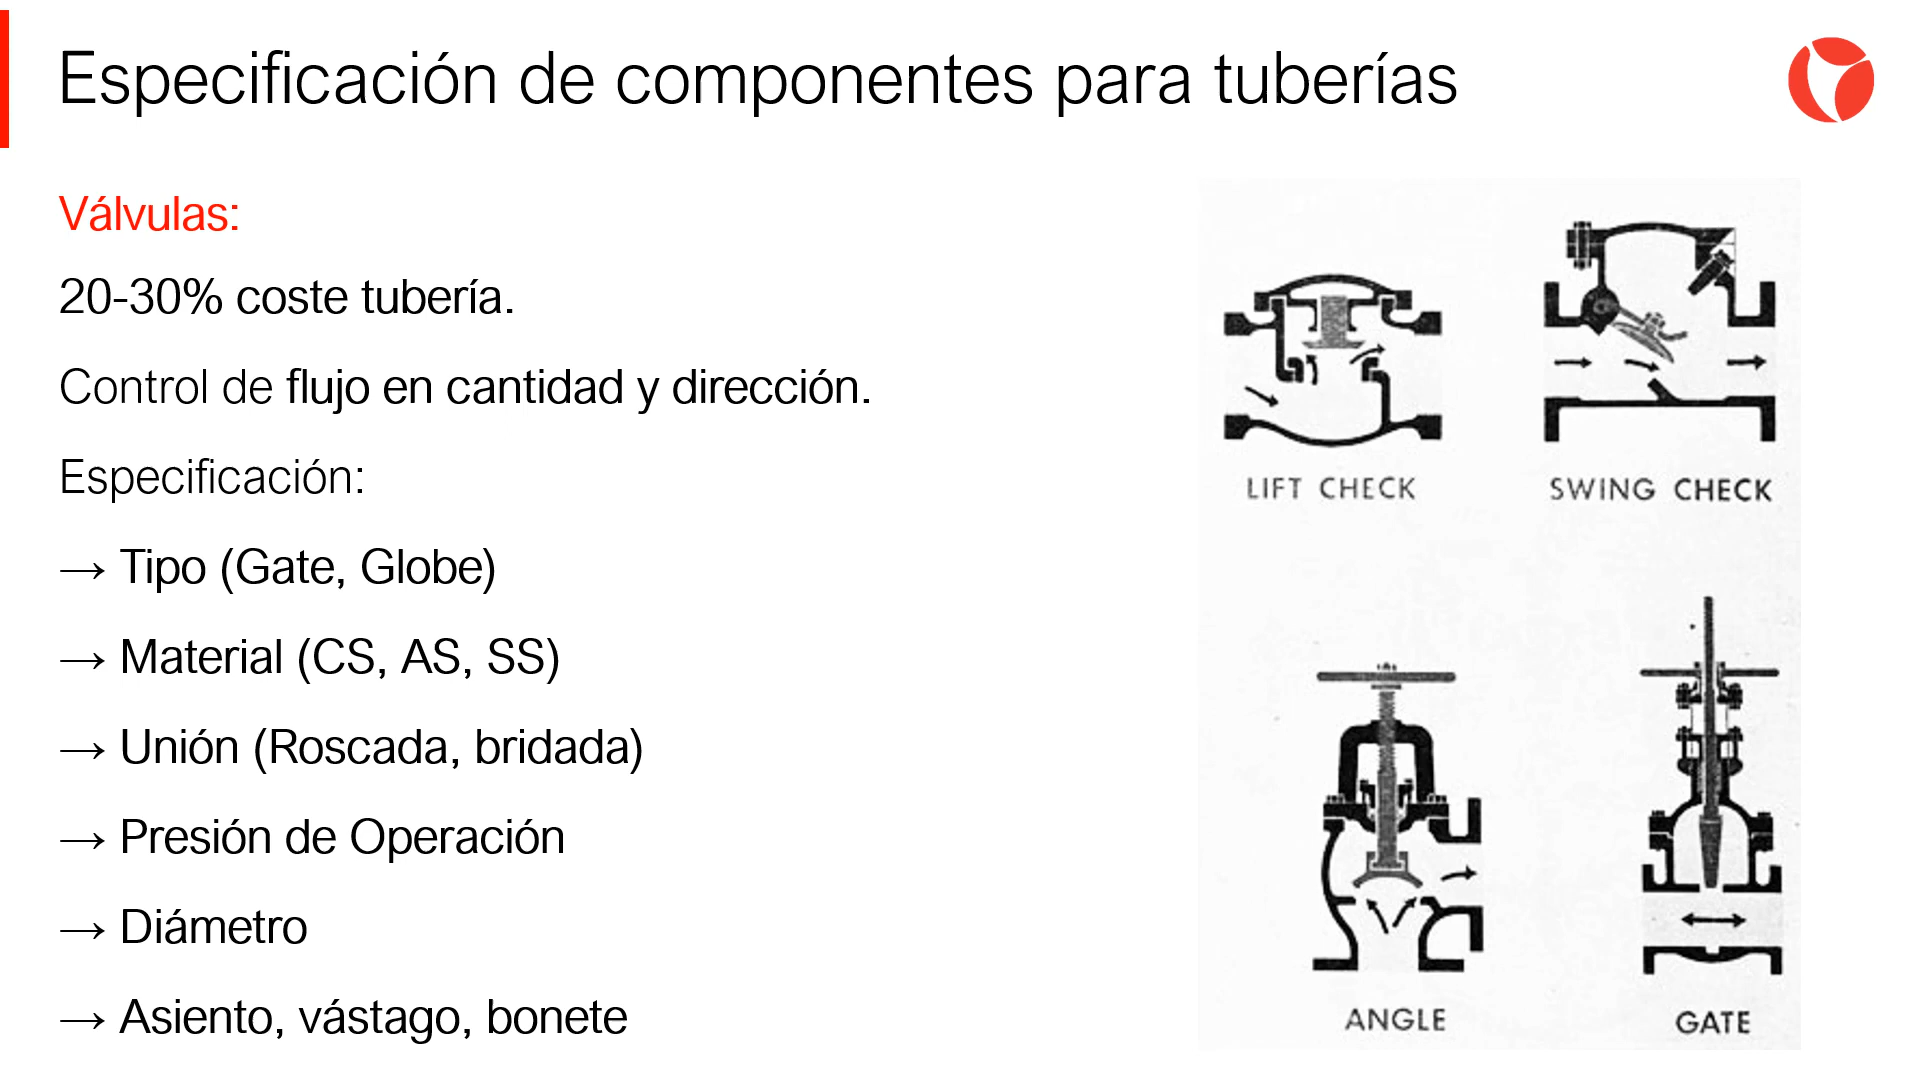 Especificación de componentes para tuberías
Válvulas:
20-30% coste tubería.
Control de flujo en cantidad y dirección.
Especificación:
→ Tipo (Gate, Globe)
→ Material (CS, AS, SS)
→ Unión (Roscada, bridada)
→ Presión de Operación
→ Diámetro
→ Asiento, vástago, bonete
LIFT CHECK
SWING CHECK
ANGLE
GATE